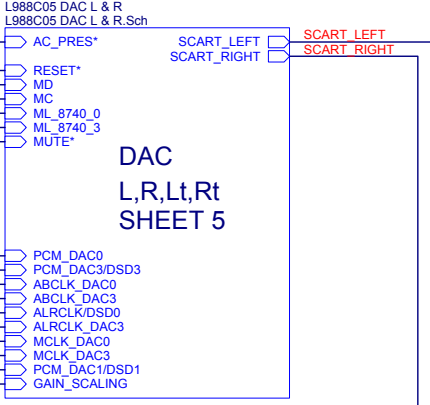 L988C05 DAC L & R
L988C05 DAC L & R.Sch
AC_PRES*
SCART_LEFT
SCART_LEFT
SCART_RIGHT
SCART_RIGHT
RESET*
MD
MC
ML_8740_0
ML_8740_3
MUTE*
DAC
L,R,Lt,Rt
SHEET 5
PCM_DAC0
PCM_DAC3/DSD3
ABCLK_DAC0
ABCLK_DAC3
ALRCLK/DSD0
ALRCLK_DAC3
MCLK_DAC0
MCLK_DAC3
PCM_DAC1/DSD1
GAIN_SCALING